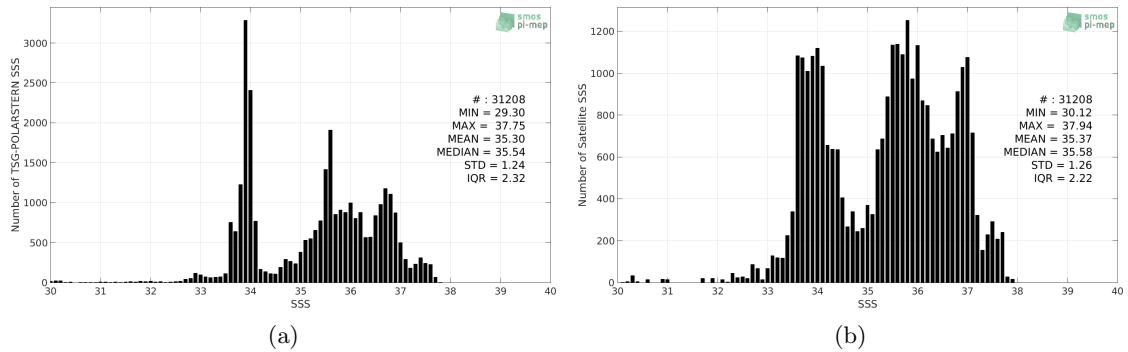 smos
pi-mep
Number of TSG-POLARSTERN SSS
3000
2500
2000
1500
1000
500
0
# : 31208
MIN = 29.30
MAX = 37.75
MEAN = 35.30
MEDIAN = 35.54
STD = 1.24
IQR = 2.32
30 31 32 33 34 35 36 37 38 39 40
SSS
(a)
smos
pi-mep
Number of Satellite SSS
1200
1000
800
600
400
200
0
# : 31208
MIN = 30.12
MAX = 37.94
MEAN = 35.37
MEDIAN = 35.58
STD = 1.26
IQR = 2.22
30 31 32 33 34 35 36 37 38 39 40
SSS
(b)